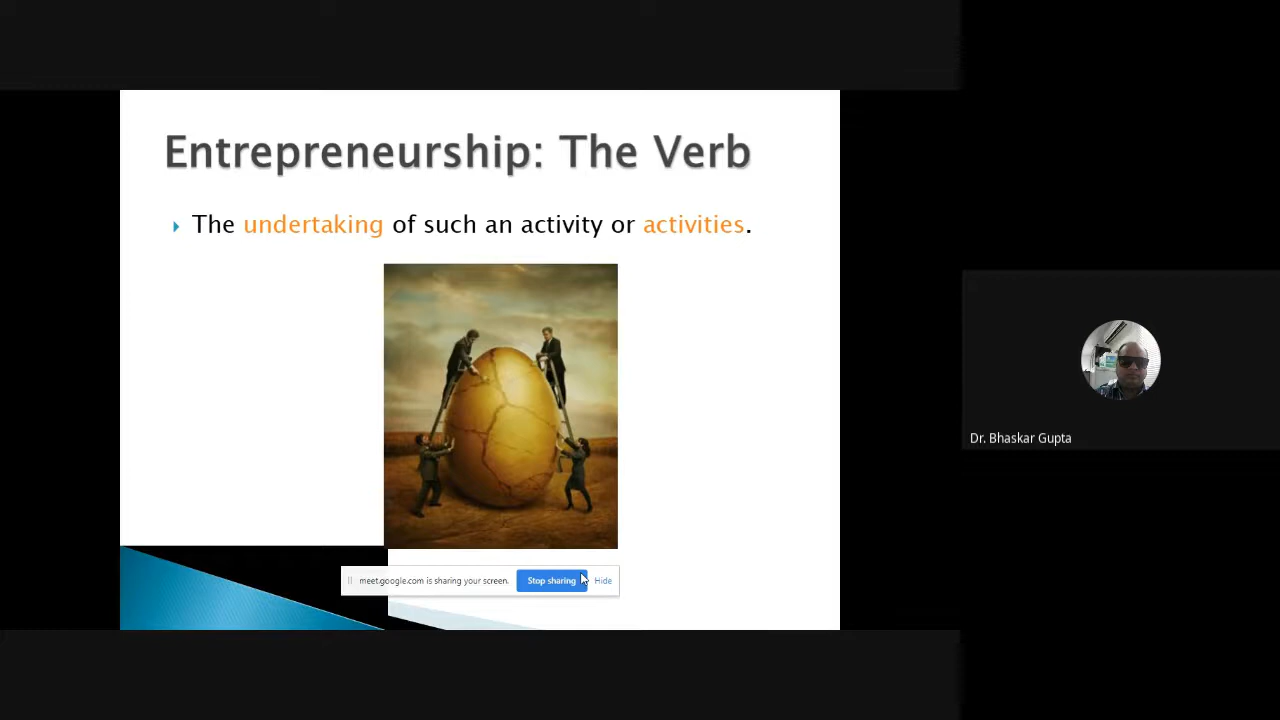 Entrepreneurship: The Verb
The undertaking of such an activity or activities.
meet.google.com is sharing your screen. Stop sharing Hide
Dr. Bhaskar Gupta